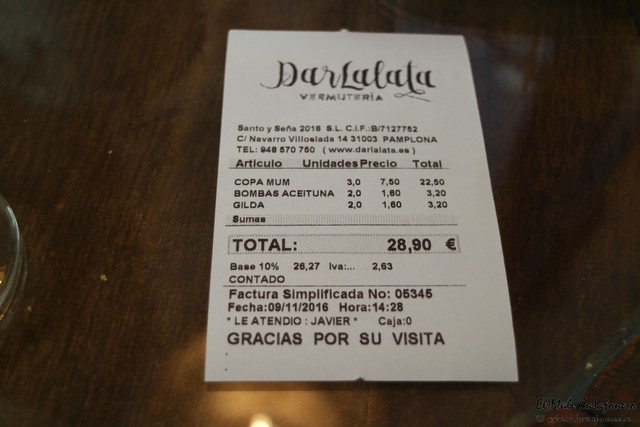 DarLalata
VERMUTERÍA
Santo y Seña 2016 S.L. C.I.F.:B/7127752
C/ Navarro Villoslada 14 31003 PAMPLONA
TEL: 948 570 760 ( www.darlalata.es )
Articulo Unidades Precio Total
COPA MUM 3,0 7,50 22,50
BOMBAS ACEITUNA 2,0 1,60 3,20
GILDA 2,0 1,60 3,20
Sumas
TOTAL: 28,90 €
Base 10% 26,27 Iva:... 2,63
CONTADO
Factura Simplificada No: 05345
Fecha:09/11/2016 Hora:14:28
* LE ATENDIO : JAVIER * Caja:0
GRACIAS POR SU VISITA